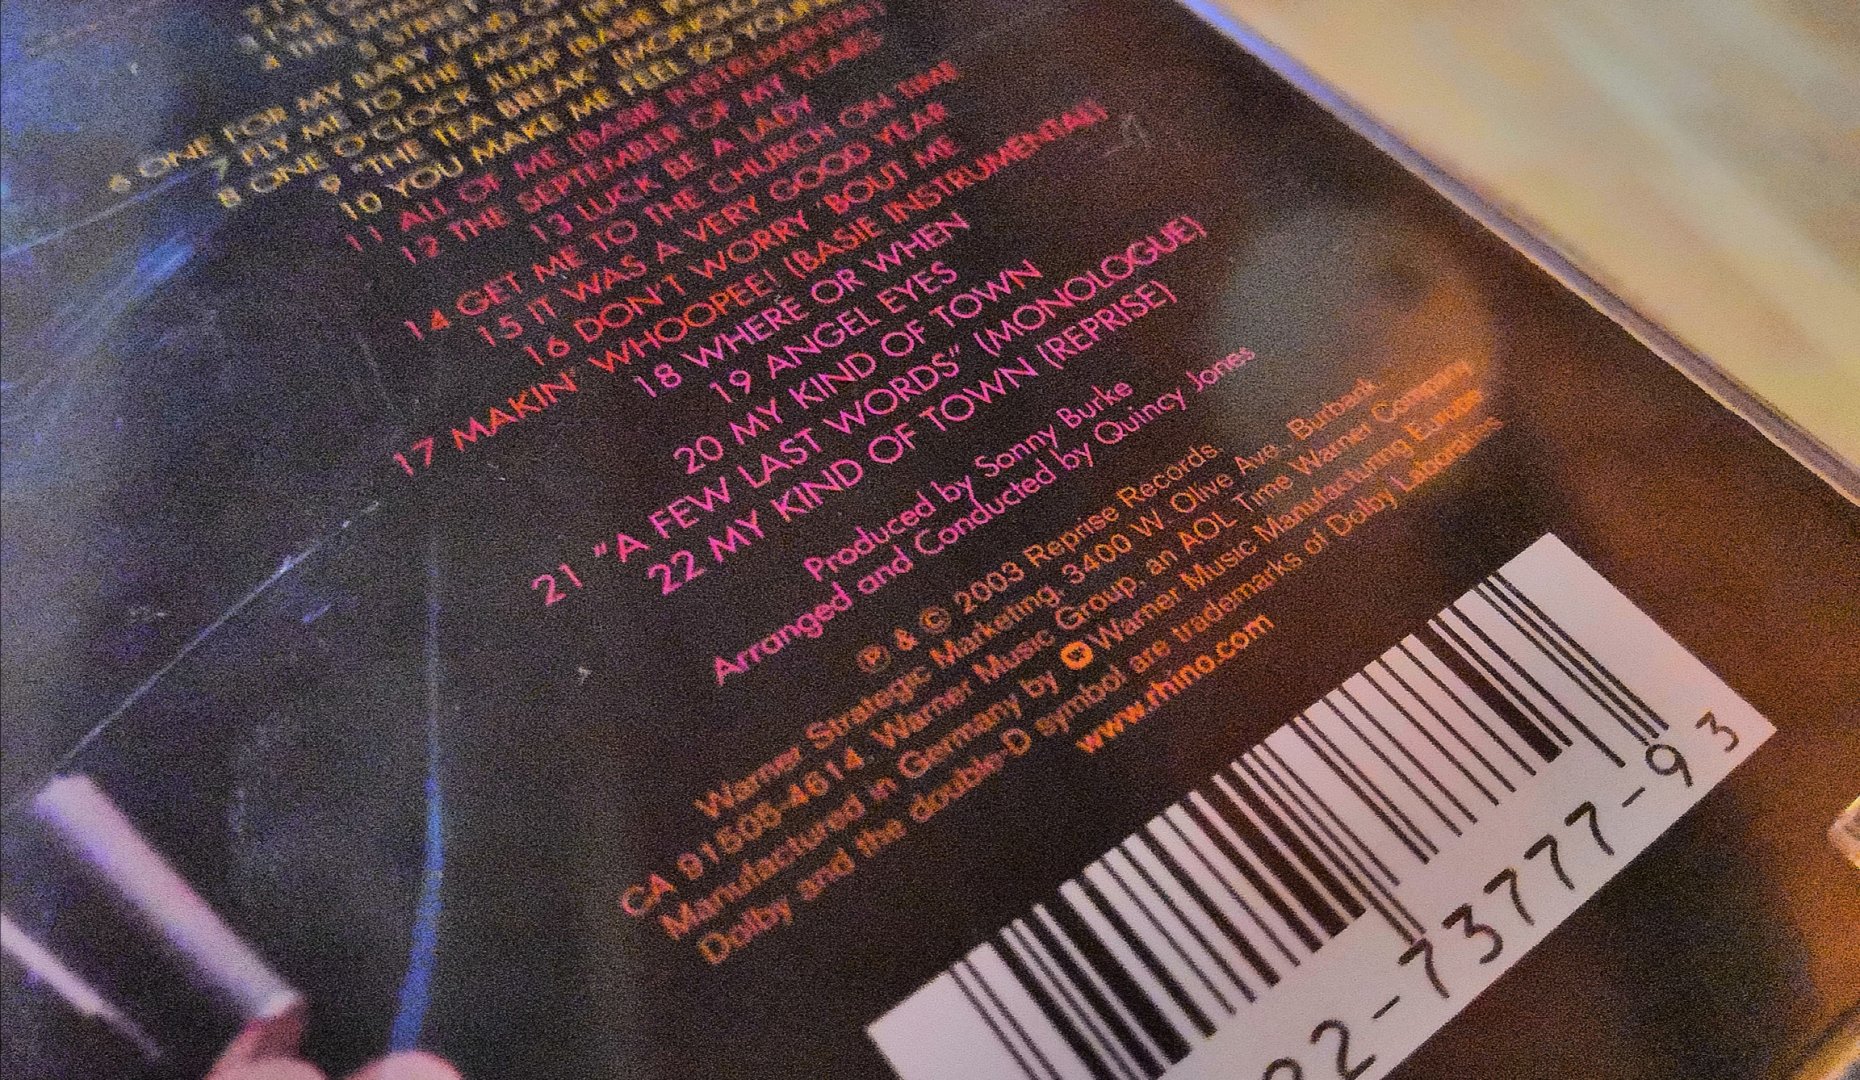 4 THE
6 ONE FOR MY BABY (AND
7 FLY ME TO THE MOON
8 ONE O'CLOCK JUMP (BASIE
9 "THE TEA BREAK" (MONOLOGUE
10 YOU MAKE ME FEEL SO YOUNG
11 ALL OF ME (BASIE INSTRUMENTAL)
12 THE SEPTEMBER OF MY YEARS
13 LUCK BE A LADY
14 GET ME TO THE CHURCH ON TIME
15 IT WAS A VERY GOOD YEAR
16 DON'T WORRY 'BOUT ME
17 MAKIN' WHOOPEE! (BASIE INSTRUMENTAL)
18 WHERE OR WHEN
19 ANGEL EYES
20 MY KIND OF TOWN
21 "A FEW LAST WORDS" (MONOLOGUE)
22 MY KIND OF TOWN (REPRISE)
Produced by Sonny Burke
Arranged and Conducted by Quincy Jones
℗ & © 2003 Reprise Records.
Warner Strategic Marketing, 3400 W. Olive Ave., Burbank
CA 91505-4614. Warner Music Group, an AOL Time Warner Company
Manufactured in Germany by Warner Music Manufacturing Europe
Dolby and the double-D symbol are trademarks of Dolby Laboratories
www.rhino.com
22-73777-9 3